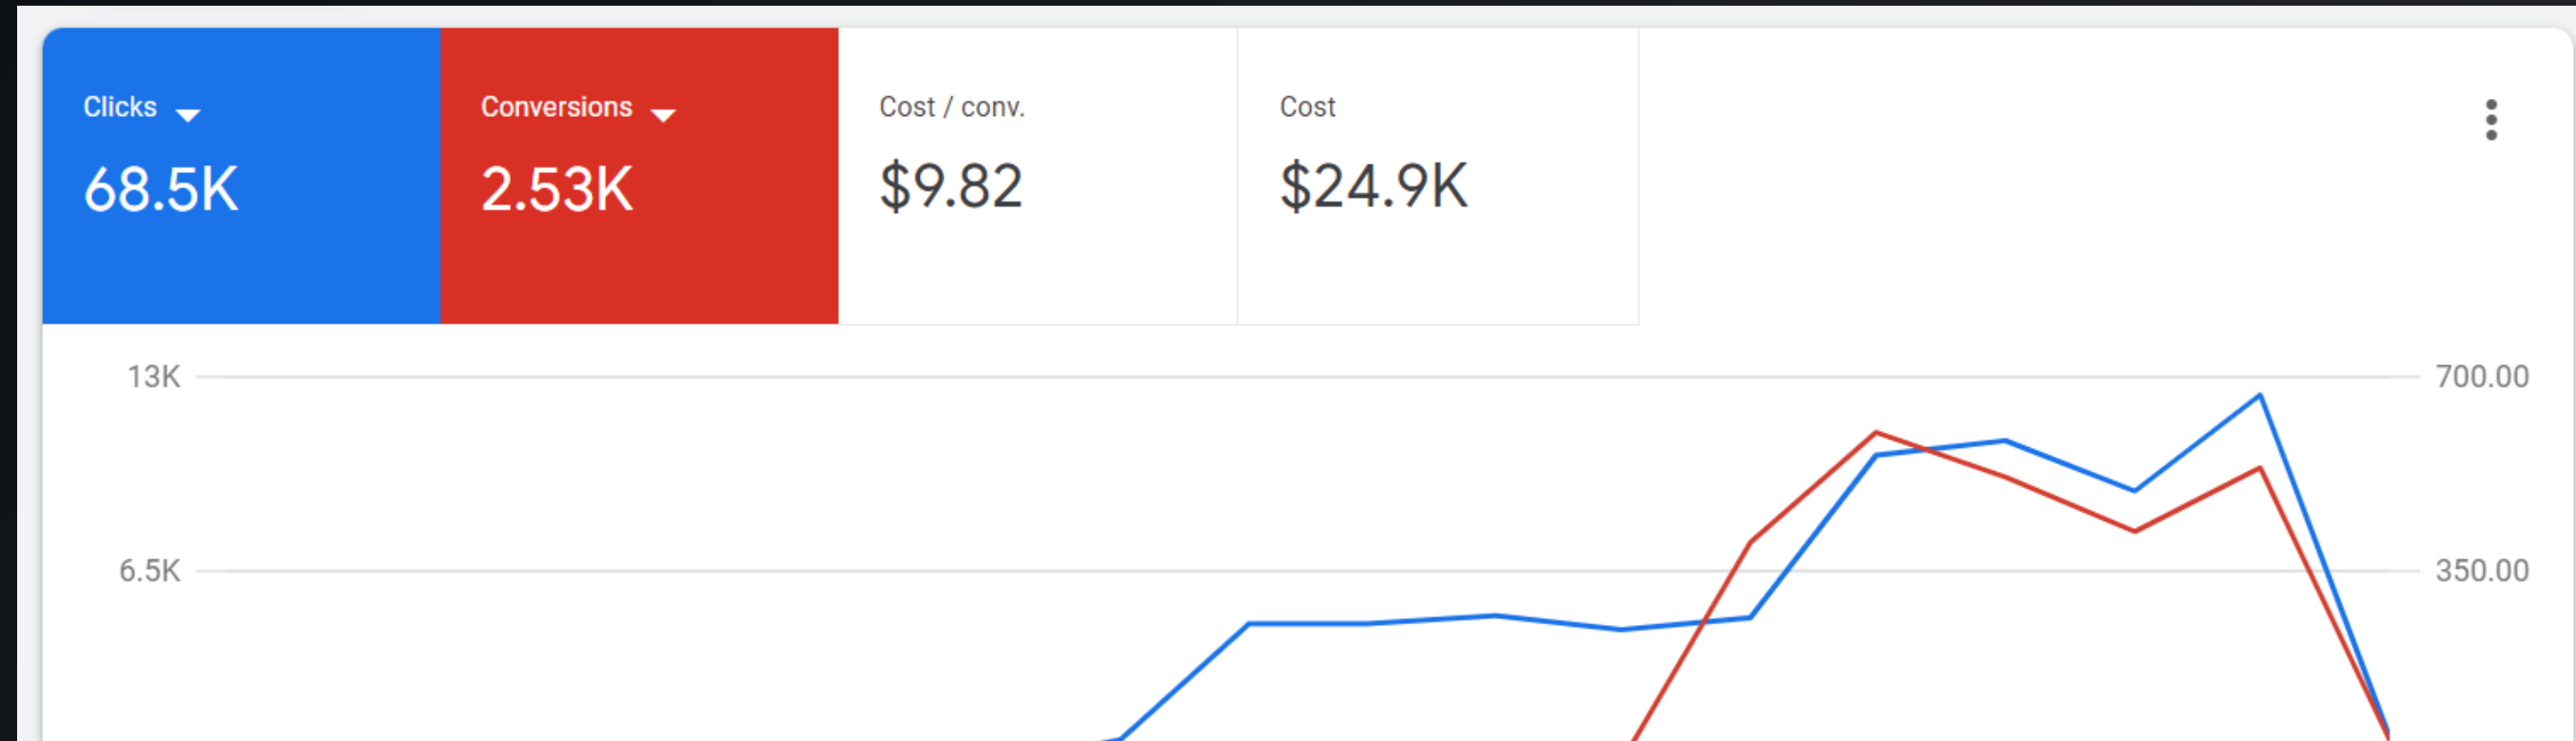 Clicks
68.5K
Conversions
2.53K
Cost / conv.
$9.82
Cost
$24.9K
13K
700.00
6.5K
350.00